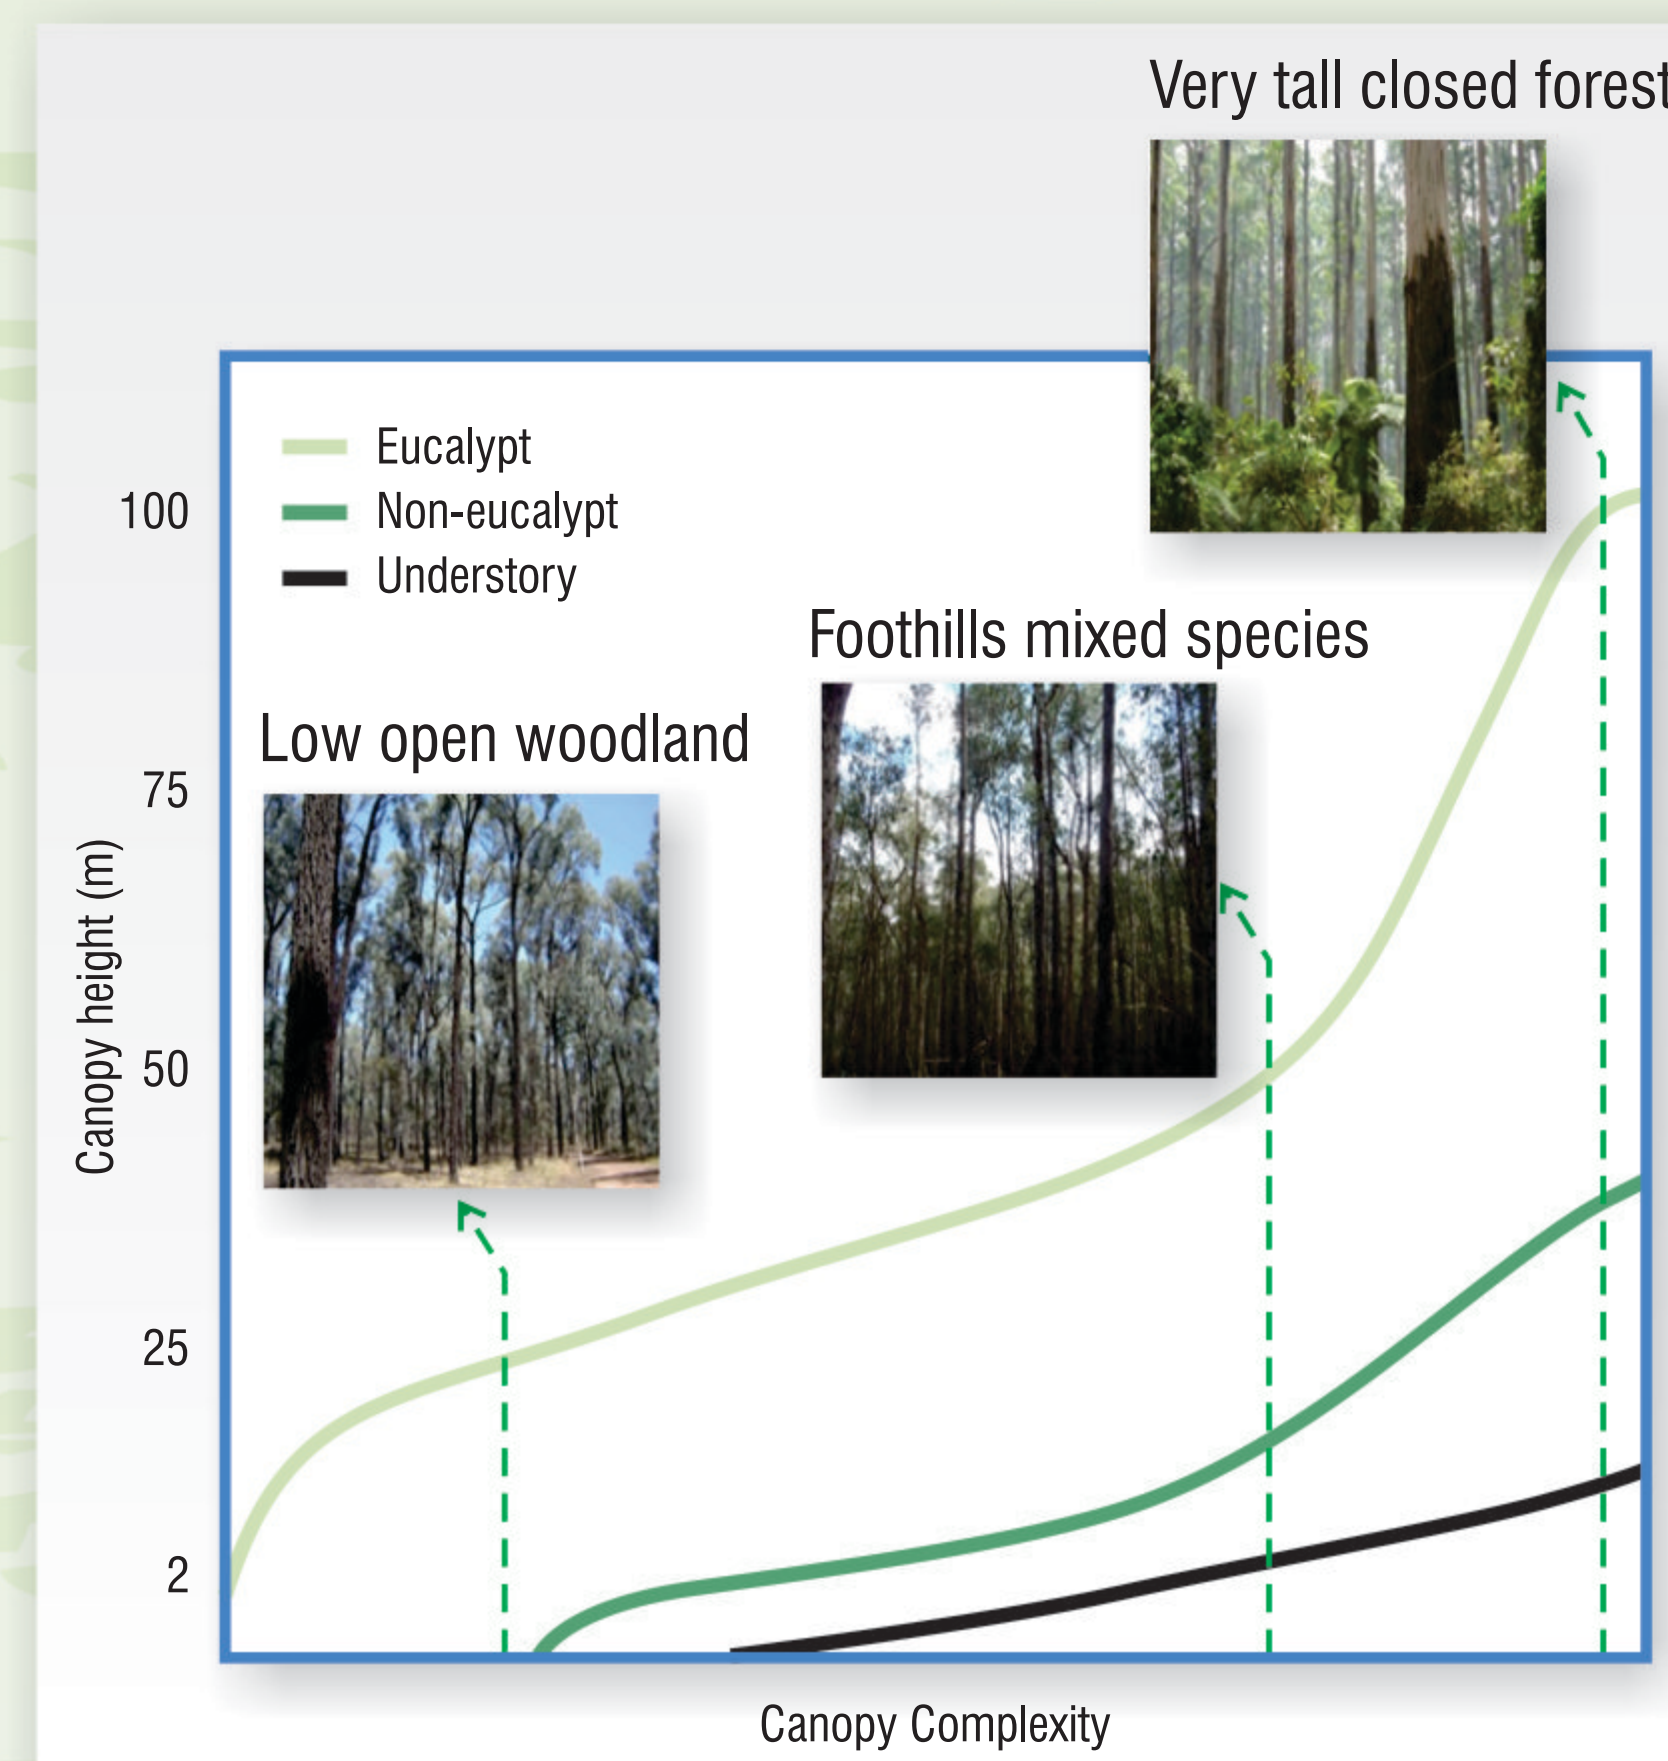 Very tall closed forest
Eucalypt
Non-eucalypt
Understory
Foothills mixed species
Low open woodland
100
75
50
25
2
Canopy height (m)
Canopy Complexity